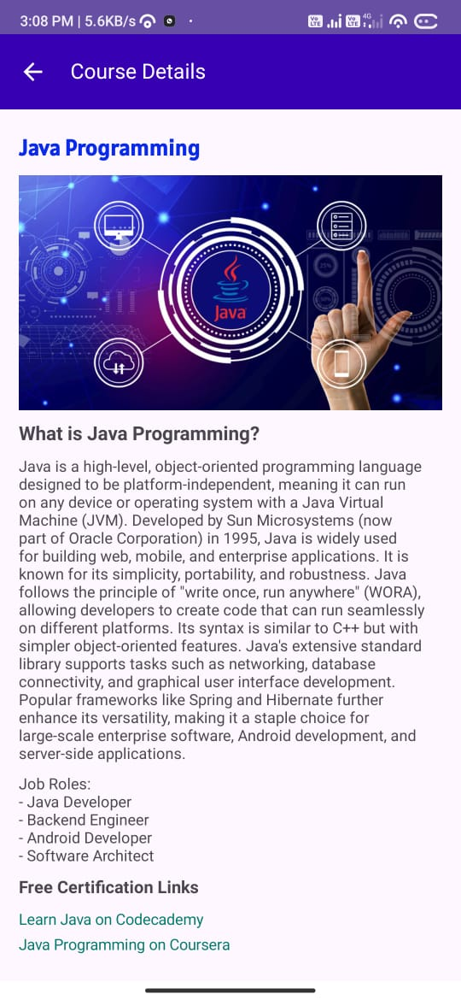 3:08 PM | 5.6KB/s
Vo LTE
Vo LTE
4G
Course Details
Java Programming
25%
Java
What is Java Programming?
Java is a high-level, object-oriented programming language
designed to be platform-independent, meaning it can run
on any device or operating system with a Java Virtual
Machine (JVM). Developed by Sun Microsystems (now
part of Oracle Corporation) in 1995, Java is widely used
for building web, mobile, and enterprise applications. It is
known for its simplicity, portability, and robustness. Java
follows the principle of "write once, run anywhere" (WORA),
allowing developers to create code that can run seamlessly
on different platforms. Its syntax is similar to C++ but with
simpler object-oriented features. Java's extensive standard
library supports tasks such as networking, database
connectivity, and graphical user interface development.
Popular frameworks like Spring and Hibernate further
enhance its versatility, making it a staple choice for
large-scale enterprise software, Android development, and
server-side applications.
Job Roles:
- Java Developer
- Backend Engineer
- Android Developer
- Software Architect
Free Certification Links
Learn Java on Codecademy
Java Programming on Coursera